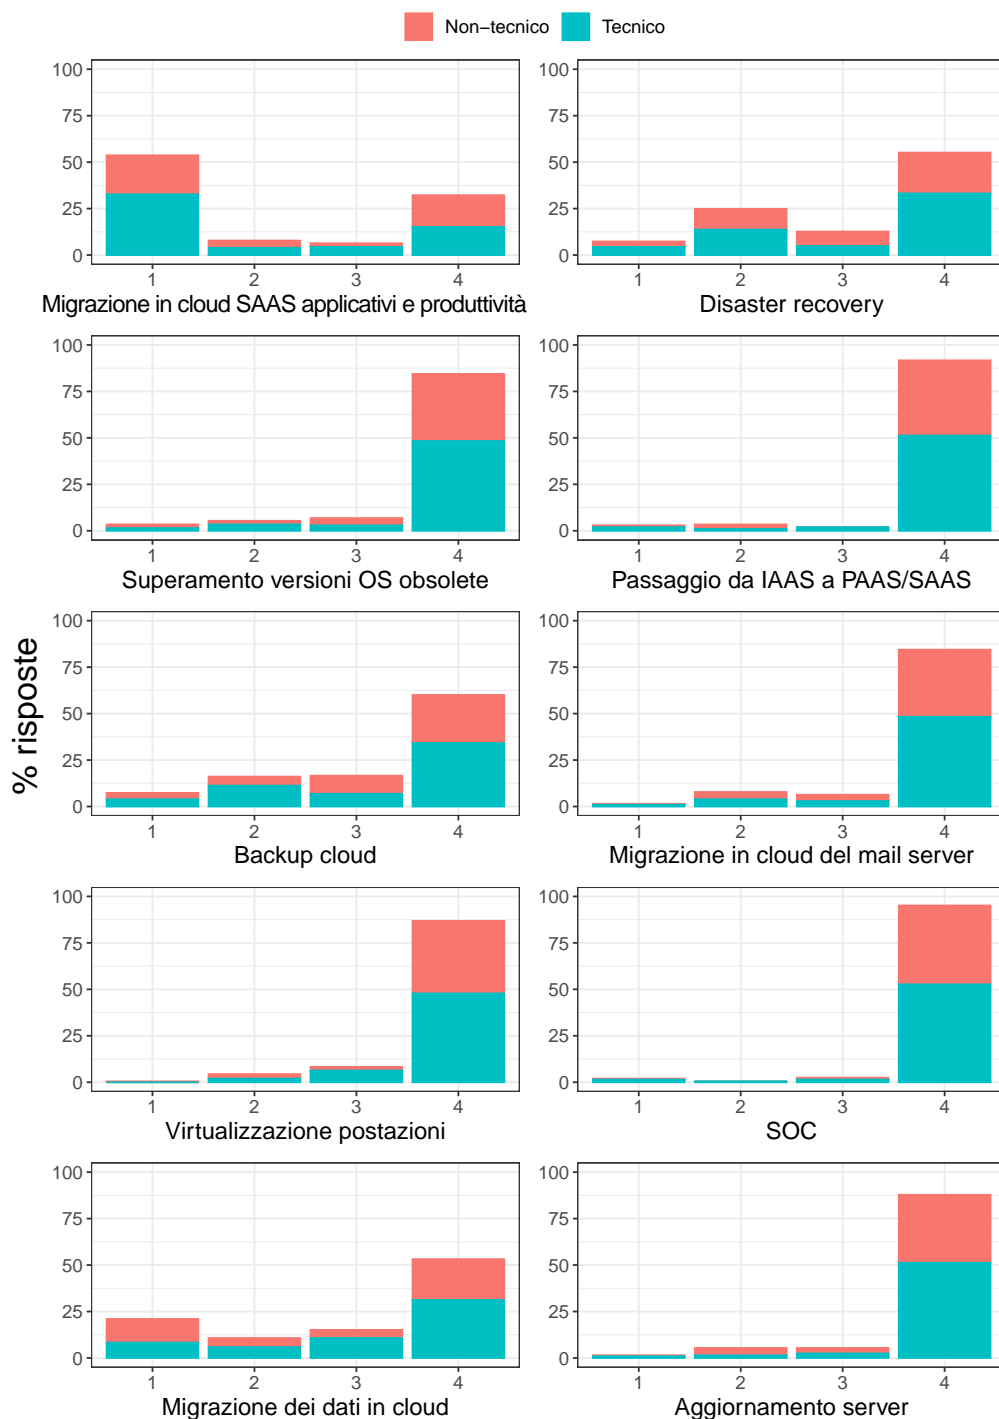 Non−tecnico Tecnico
100 100
75 75
50 50
25 25
0 0
1 2 3 4 1 2 3 4
Migrazione in cloud SAAS applicativi e produttività Disaster recovery
100 100
75 75
50 50
25 25
0 0
1 2 3 4 1 2 3 4
Superamento versioni OS obsolete Passaggio da IAAS a PAAS/SAAS
% risposte
100 100
75 75
50 50
25 25
0 0
1 2 3 4 1 2 3 4
Backup cloud Migrazione in cloud del mail server
100 100
75 75
50 50
25 25
0 0
1 2 3 4 1 2 3 4
Virtualizzazione postazioni SOC
100 100
75 75
50 50
25 25
0 0
1 2 3 4 1 2 3 4
Migrazione dei dati in cloud Aggiornamento server